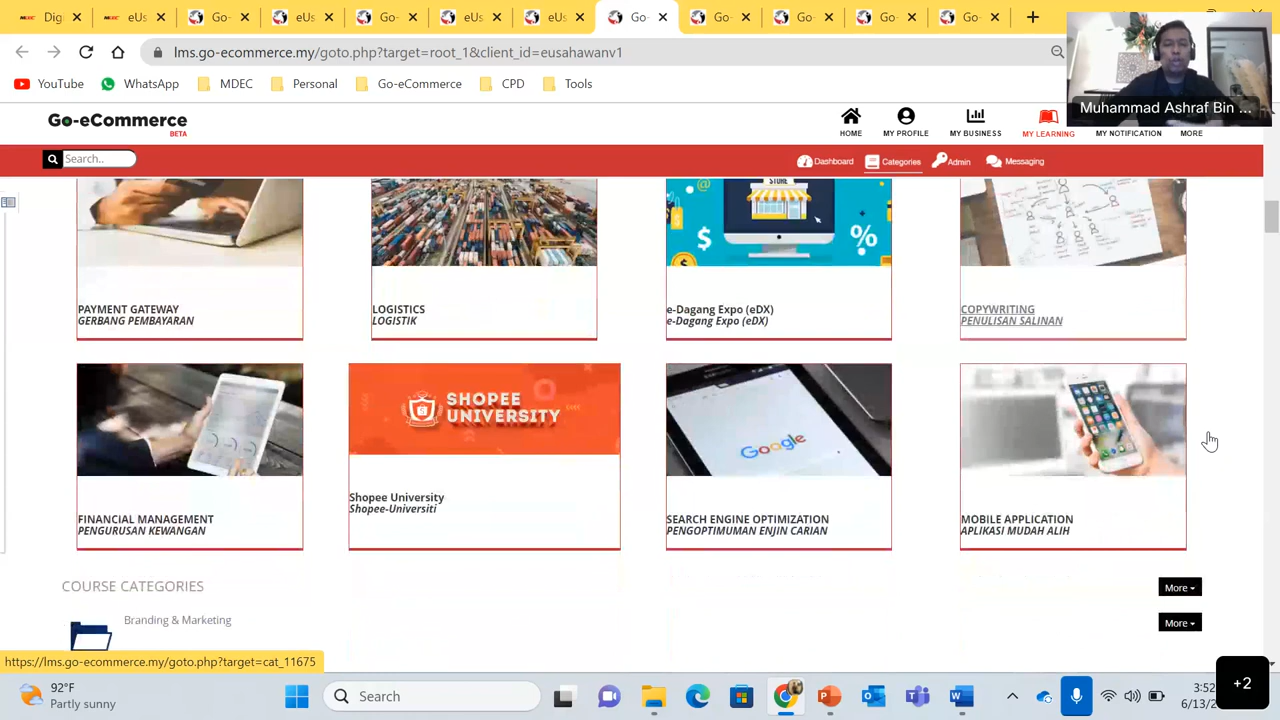 Digi
eUS
eUS
eUS
Go-
Go-
Go-
Go-
Go-
lms.go-ecommerce.my/goto.php?target=root_1&client_id=eusahawanv1
YouTube WhatsApp MDEC Personal Go-eCommerce CPD Tools
Muhammad Ashraf Bin ...
Go-eCommerce
BETA
HOME MY PROFILE MY BUSINESS MY LEARNING MY NOTIFICATION MORE
Search..
Dashboard Categories Admin Messaging
STORE
PAYMENT GATEWAY
GERBANG PEMBAYARAN
LOGISTICS
LOGISTIK
e-Dagang Expo (eDX)
e-Dagang Expo (eDX)
COPYWRITING
PENULISAN SALINAN
SHOPEE
UNIVERSITY
Google
FINANCIAL MANAGEMENT
PENGURUSAN KEWANGAN
Shopee University
Shopee-Universiti
SEARCH ENGINE OPTIMIZATION
PENGOPTIMUMAN ENJIN CARIAN
MOBILE APPLICATION
APLIKASI MUDAH ALIH
COURSE CATEGORIES
More
Branding & Marketing
More
https://lms.go-ecommerce.my/goto.php?target=cat_11675
92°F
Partly sunny
Search
3:52
6/13/2
+2